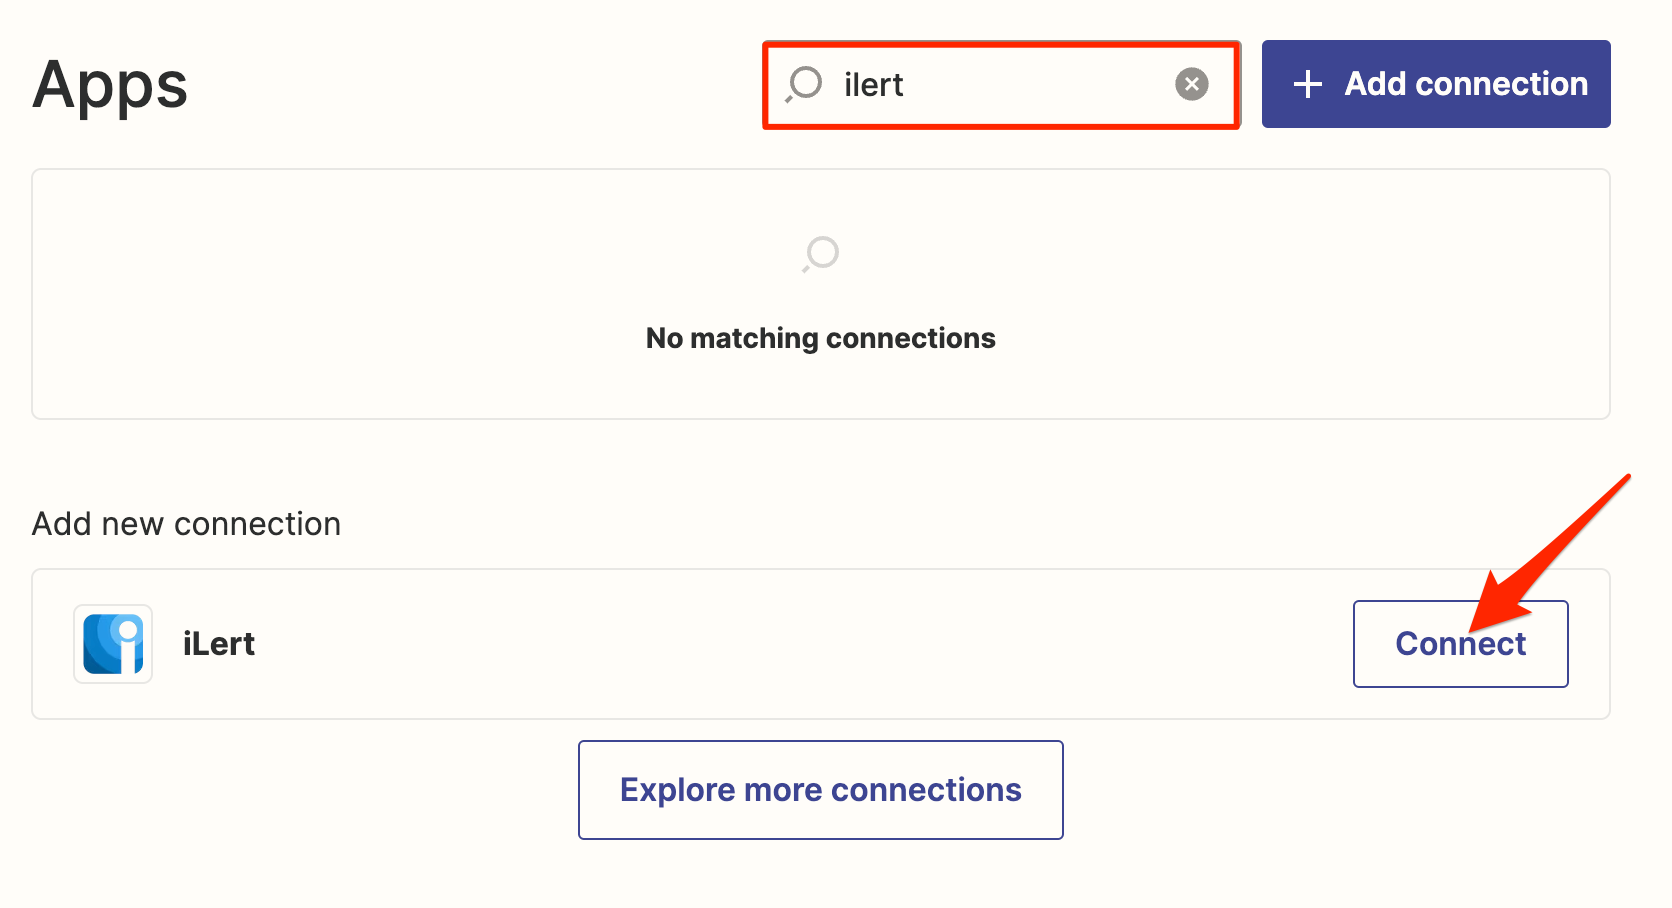 Apps
ilert
Add connection
No matching connections
Add new connection
iLert
Connect
Explore more connections